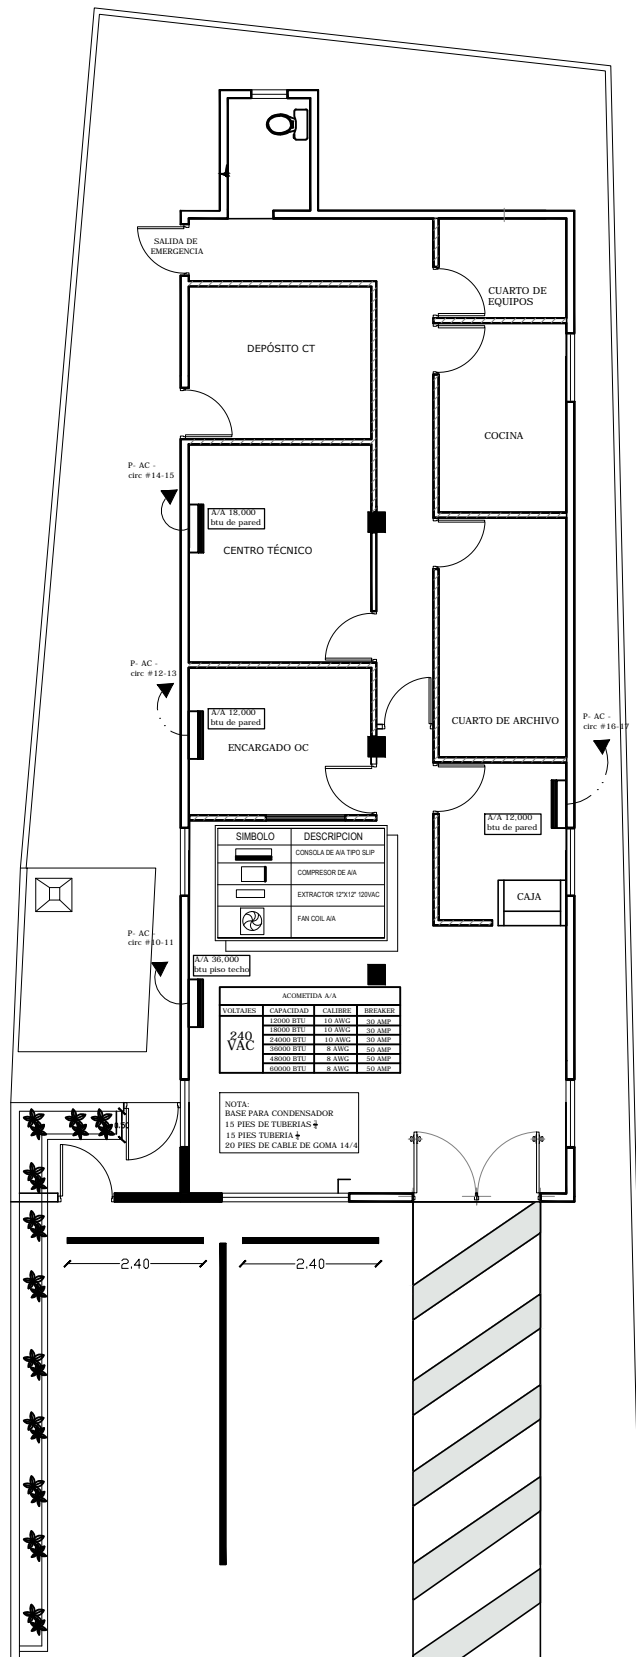 SALIDA DE
EMERGENCIA
CUARTO DE
EQUIPOS
DEPÓSITO CT
COCINA
P- AC -
circ #14-15
A/A 18,000
btu de pared
CENTRO TÉCNICO
P- AC -
circ #12-13
A/A 12,000
btu de pared
ENCARGADO OC
CUARTO DE ARCHIVO
P- AC -
circ #16-17
A/A 12,000
btu de pared
CAJA
SIMBOLO DESCRIPCION
CONSOLA DE A/A TIPO SLIP
COMPRESOR DE A/A
EXTRACTOR 12"X12" 120VAC
FAN COIL A/A
P- AC -
circ #10-11
A/A 36,000
btu piso techo
ACOMETIDA A/A
VOLTAJES CAPACIDAD CALIBRE BREAKER
240
VAC
12000 BTU 10 AWG 30 AMP
18000 BTU 10 AWG 30 AMP
24000 BTU 10 AWG 30 AMP
36000 BTU 8 AWG 50 AMP
48000 BTU 8 AWG 50 AMP
60000 BTU 8 AWG 50 AMP
NOTA:
BASE PARA CONDENSADOR
15 PIES DE TUBERIAS
15 PIES TUBERIA
20 PIES DE CABLE DE GOMA 14/4
2.40
2.40